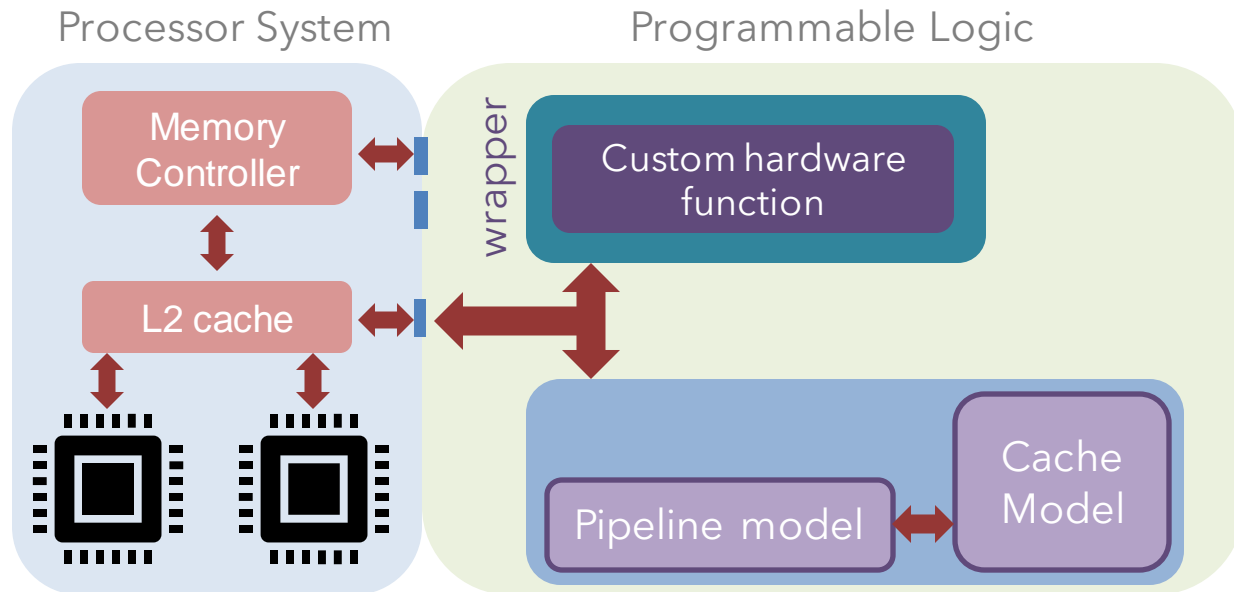 Processor System
Programmable Logic
Memory
Controller
wrapper
Custom hardware
function
L2 cache
Cache
Model
Pipeline model